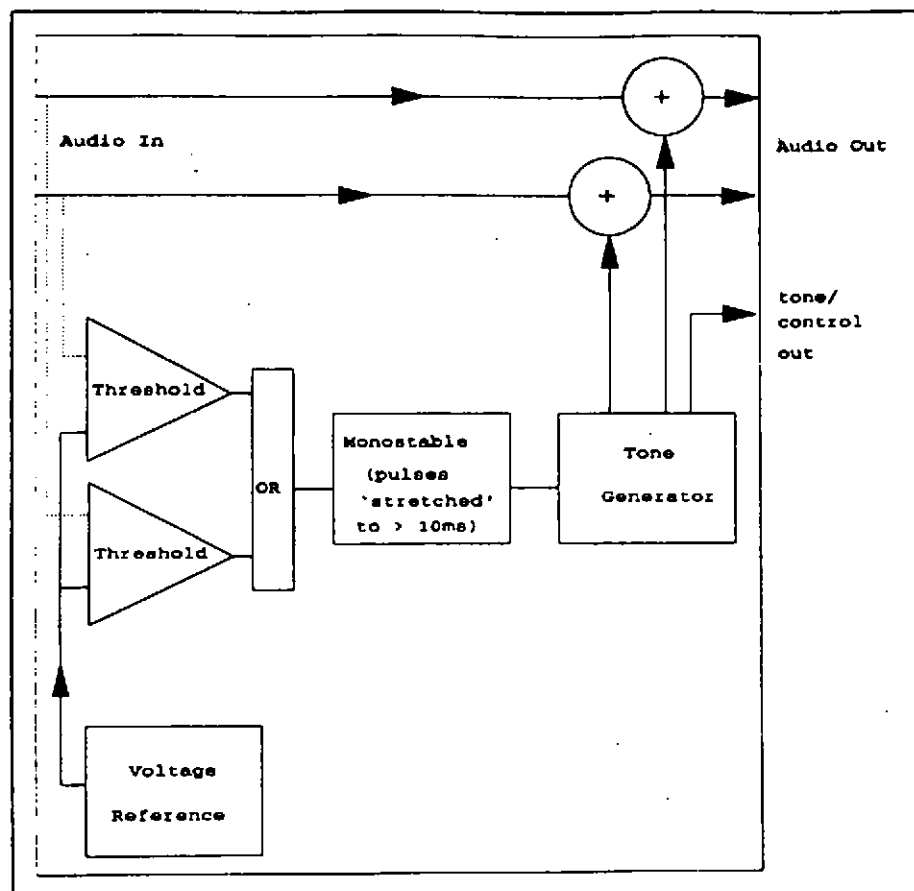 +
Audio In
Audio Out
+
tone/
control
out
Threshold
OR
Monostable
(pulses
‘stretched’
to > 10ms)
Tone
Generator
Threshold
Voltage
Reference